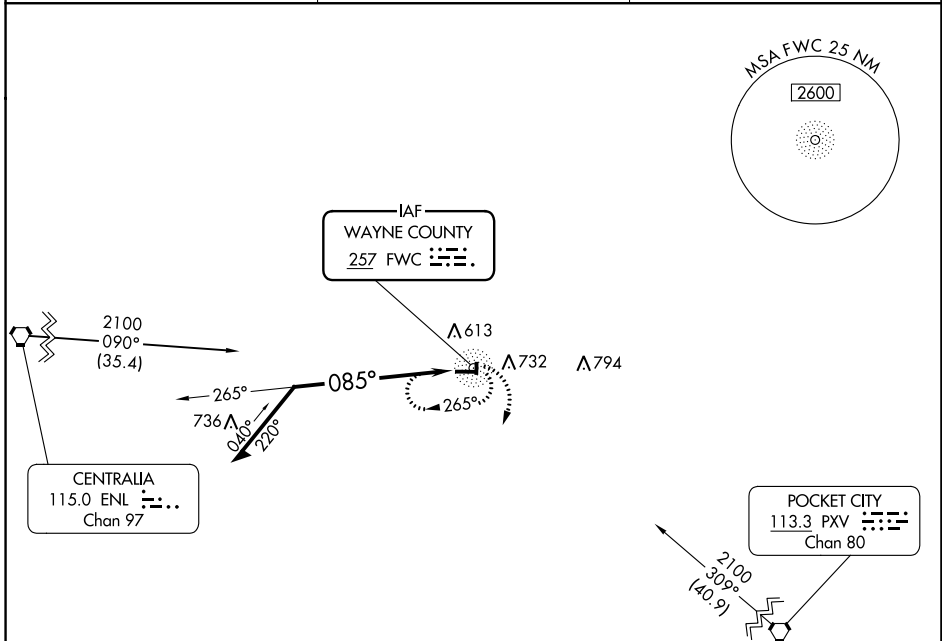 MSA FWC 25 NM
2600
IAF
WAYNE COUNTY
257 FWC
613
732
794
2100
090°
(35.4)
085°
265°
265°
736
040°
220°
CENTRALIA
115.0 ENL
Chan 97
POCKET CITY
113.3 PXV
Chan 80
2100
309°
(40.9)